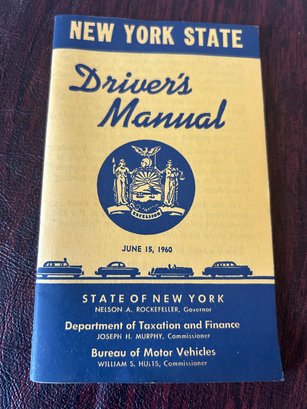 NEW YORK STATE
Driver's
Manual
EXCELSIOR
JUNE 15, 1960
STATE OF NEW YORK
NELSON A. ROCKEFELLER, Governor
Department of Taxation and Finance
JOSEPH H. MURPHY, Commissioner
Bureau of Motor Vehicles
WILLIAM S. HULTS, Commissioner